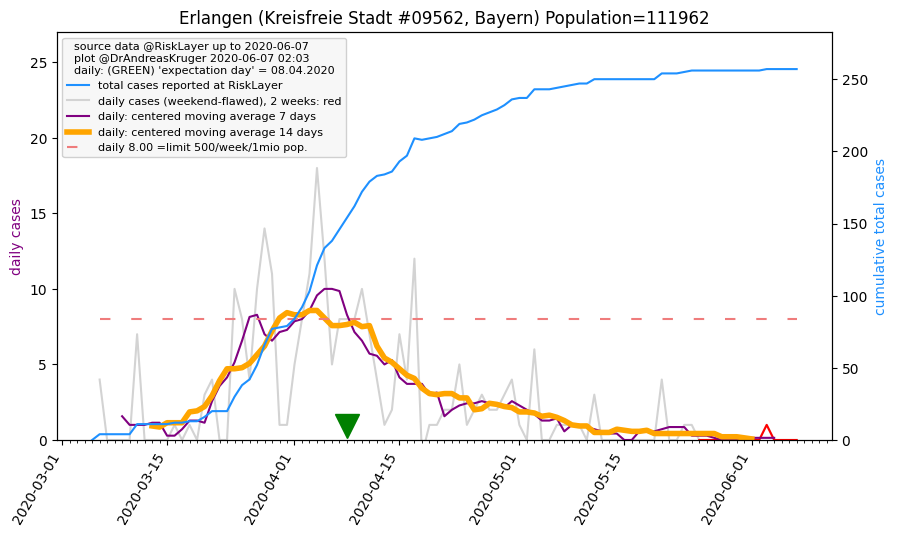 Erlangen (Kreisfreie Stadt #09562, Bayern) Population=111962
source data @RiskLayer up to 2020-06-07
plot @DrAndreasKruger 2020-06-07 02:03
daily: (GREEN) 'expectation day' = 08.04.2020
total cases reported at RiskLayer
daily cases (weekend-flawed), 2 weeks: red
daily: centered moving average 7 days
daily: centered moving average 14 days
daily 8.00 =limit 500/week/1mio pop.
daily cases
25
20
15
10
5
0
cumulative total cases
250
200
150
100
50
0
2020-03-01
2020-03-15
2020-04-01
2020-04-15
2020-05-01
2020-05-15
2020-06-01